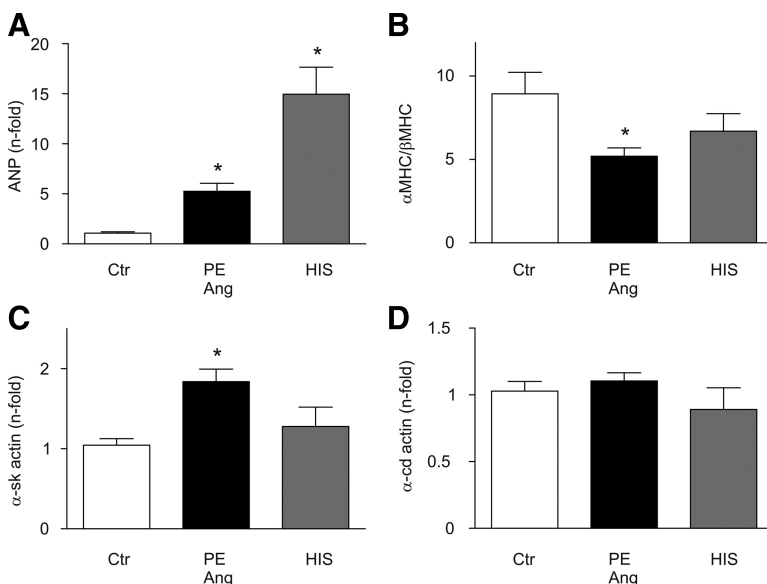 A
B
20
15
10
5
0
ANP (n-fold)
*
*
Ctr
PE
Ang
HIS
10
5
0
αMHC/βMHC
*
Ctr
PE
Ang
HIS
C
D
2
1
0
α-sk actin (n-fold)
*
Ctr
PE
Ang
HIS
1.5
1
0.5
0
α-cd actin (n-fold)
Ctr
PE
Ang
HIS